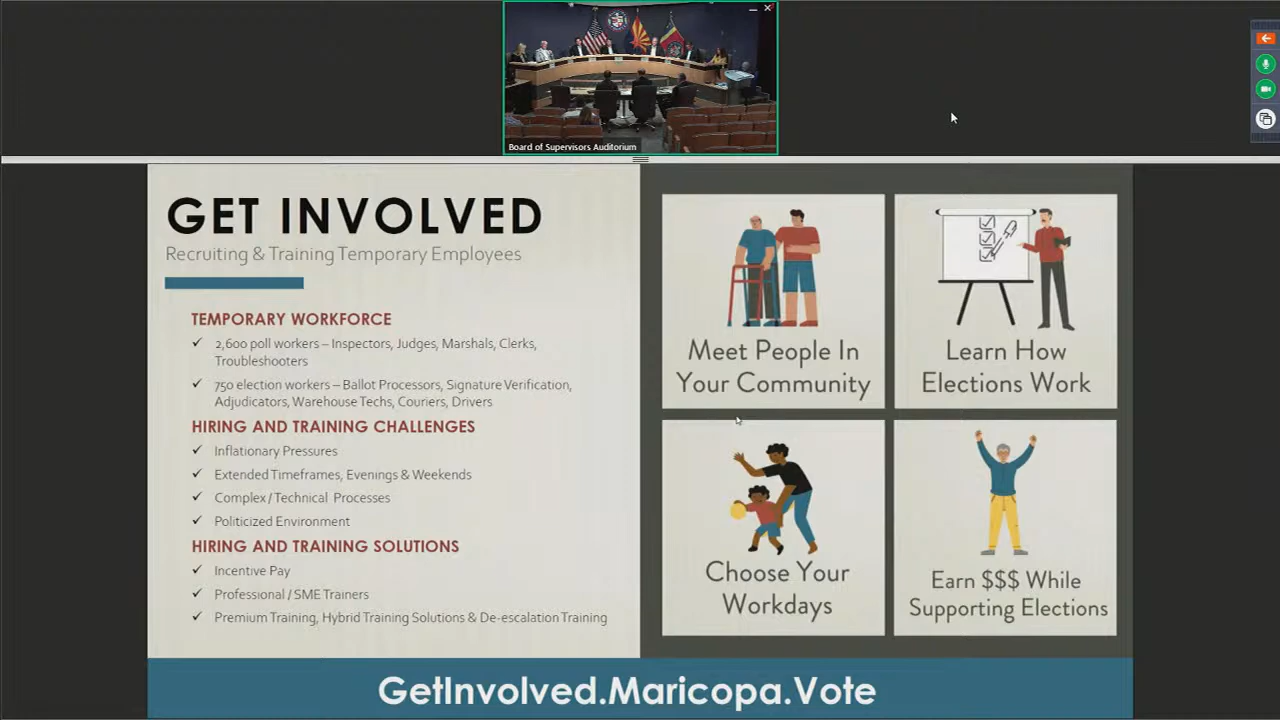 Board of Supervisors Auditorium
GET INVOLVED
Recruiting & Training Temporary Employees
TEMPORARY WORKFORCE
✓ 2,600 poll workers – Inspectors, Judges, Marshals, Clerks,
Troubleshooters
✓ 750 election workers – Ballot Processors, Signature Verification,
Adjudicators, Warehouse Techs, Couriers, Drivers
HIRING AND TRAINING CHALLENGES
✓ Inflationary Pressures
✓ Extended Timeframes, Evenings & Weekends
✓ Complex / Technical Processes
✓ Politicized Environment
HIRING AND TRAINING SOLUTIONS
✓ Incentive Pay
✓ Professional / SME Trainers
✓ Premium Training, Hybrid Training Solutions & De-escalation Training
Meet People In
Your Community
Learn How
Elections Work
Choose Your
Workdays
Earn $$$ While
Supporting Elections
GetInvolved.Maricopa.Vote